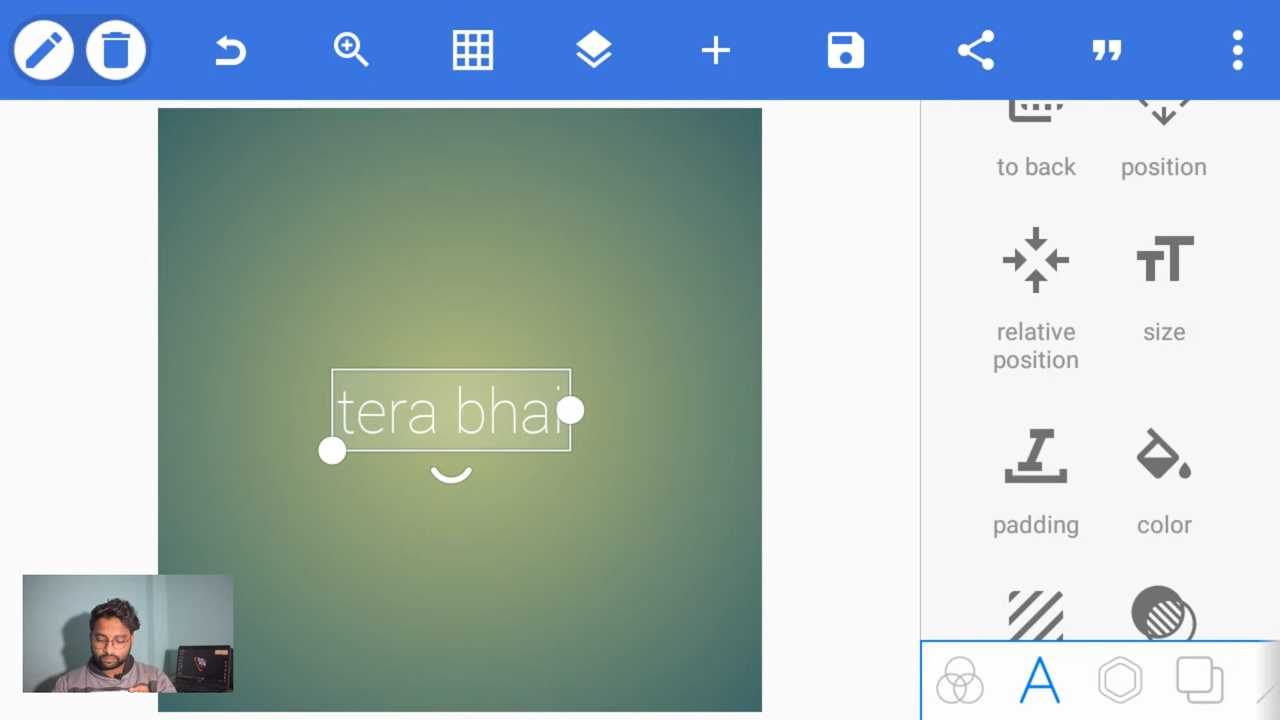 to back
position
relative
position
size
tera bhai
padding
color